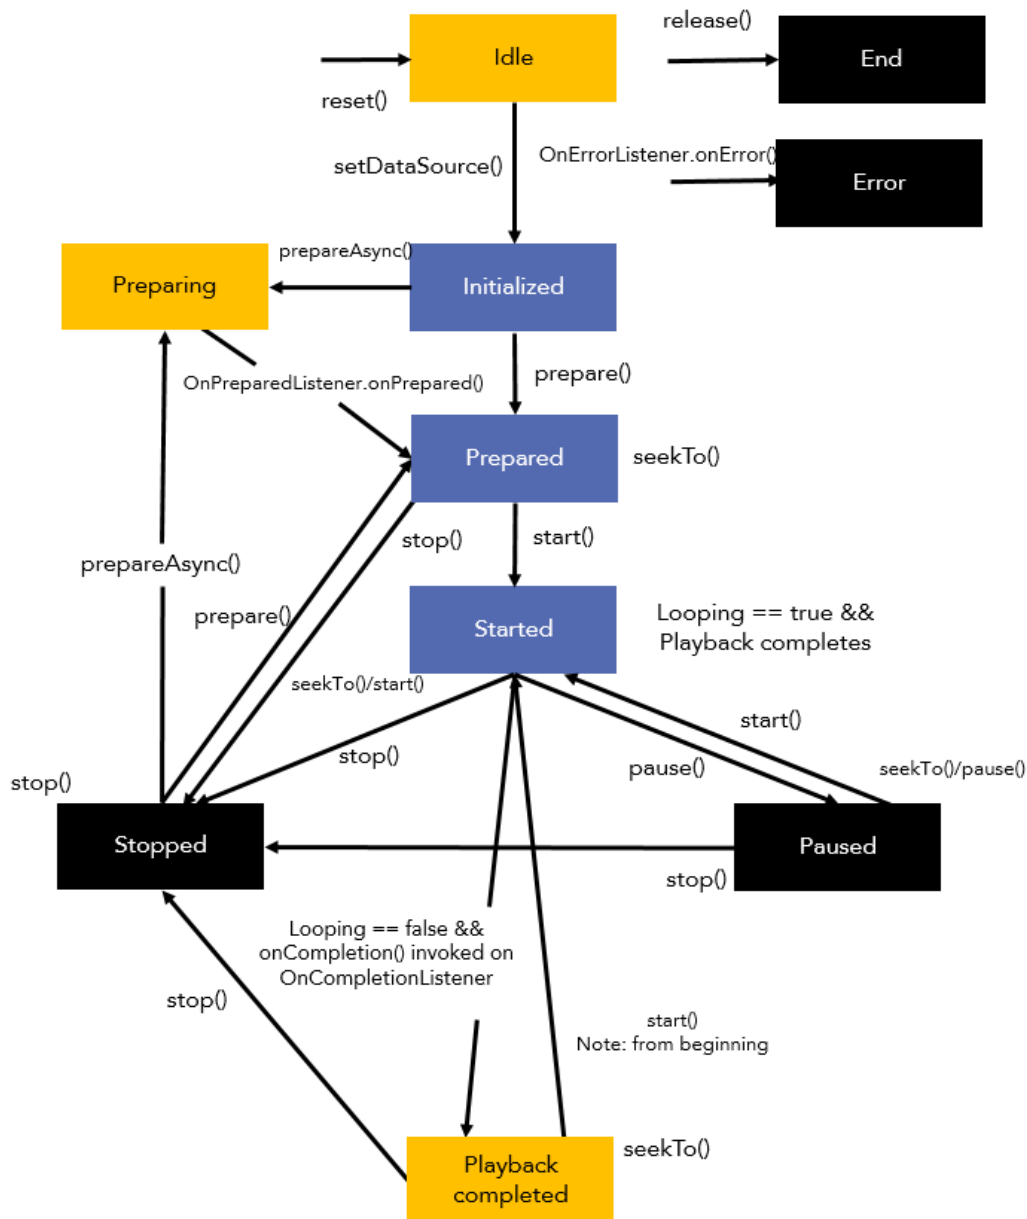 release()
Idle
End
reset()
OnErrorListener.onError()
setDataSource()
Error
prepareAsync()
Preparing
Initialized
OnPreparedListener.onPrepared()
prepare()
Prepared
seekTo()
stop()
start()
prepareAsync()
prepare()
Started
Looping == true &&
Playback completes
seekTo()/start()
start()
stop()
pause()
seekTo()/pause()
stop()
Stopped
Paused
stop()
Looping == false &&
onCompletion() invoked on
OnCompletionListener
stop()
start()
Note: from beginning
seekTo()
Playback
completed